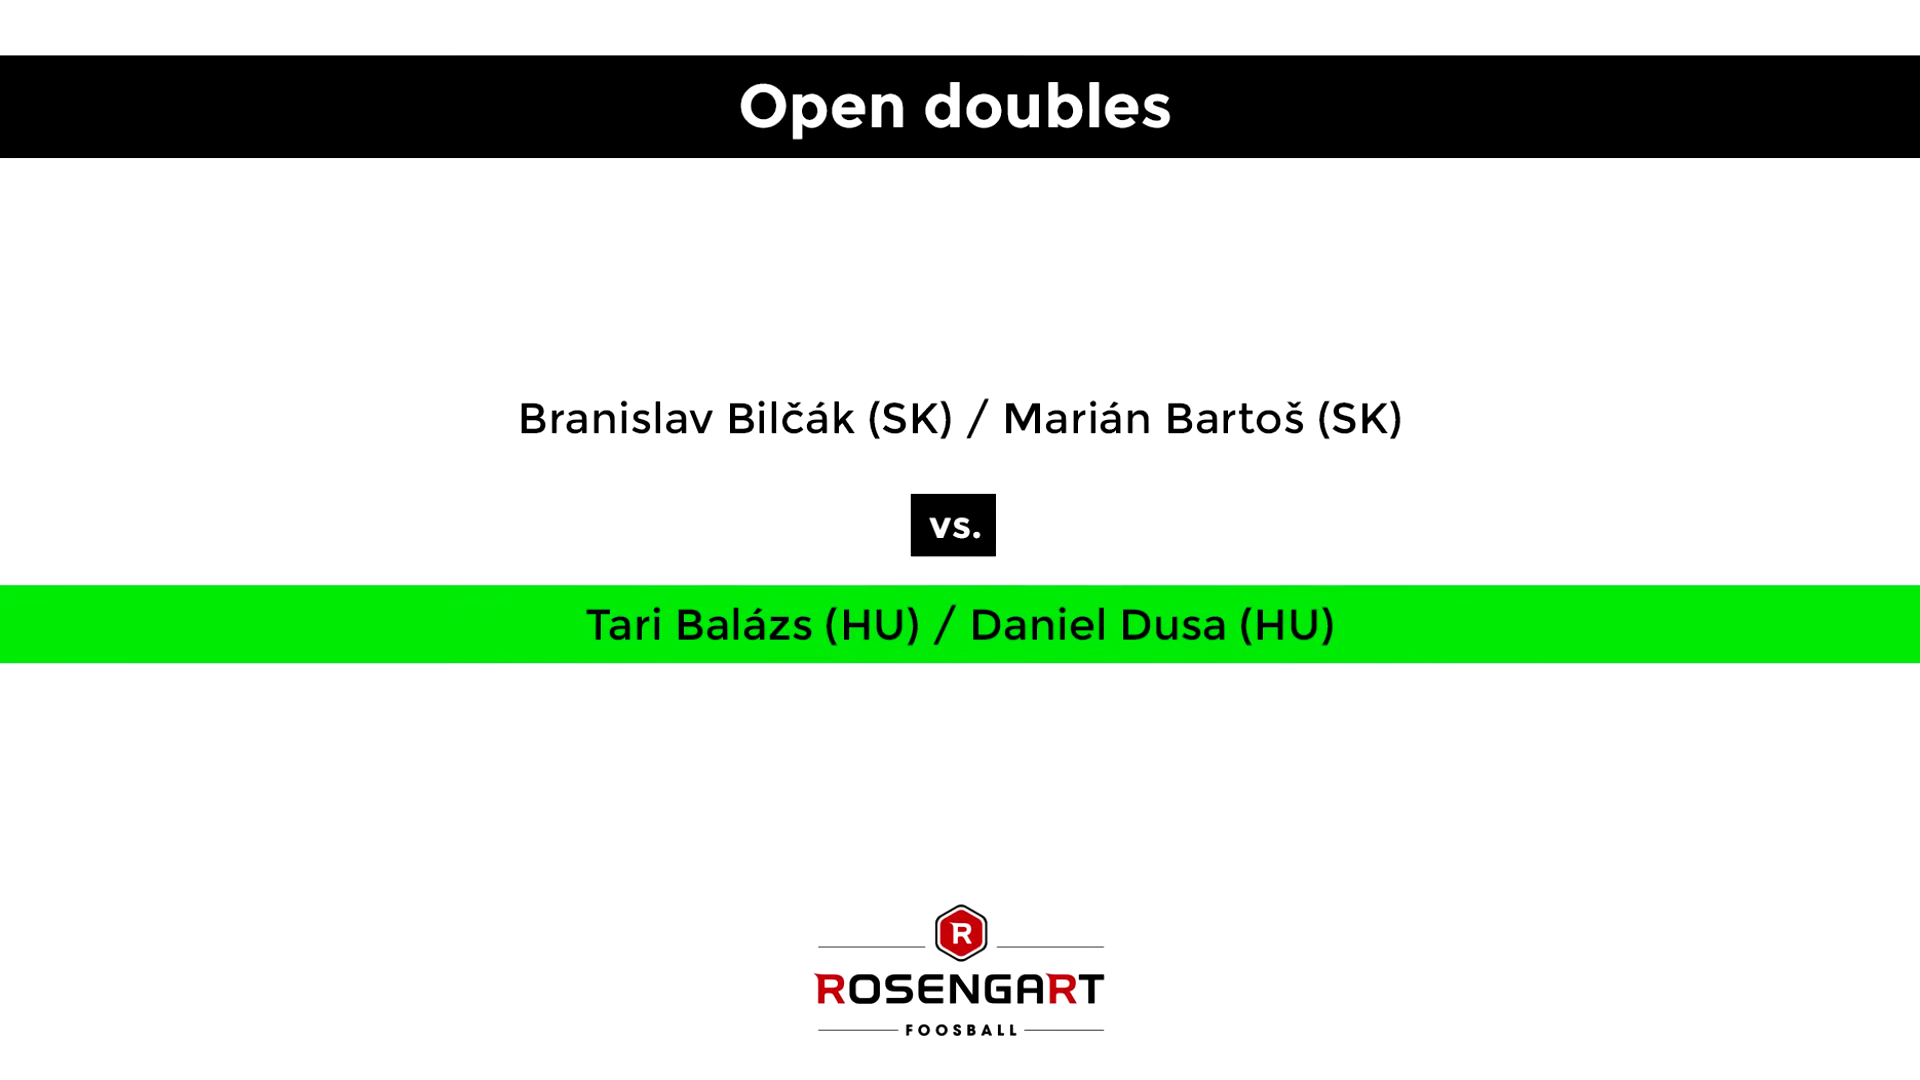 Open doubles
Branislav Bilčák (SK) / Marián Bartoš (SK)
vs.
Tari Balázs (HU) / Daniel Dusa (HU)
R
ROSENGART
FOOSBALL